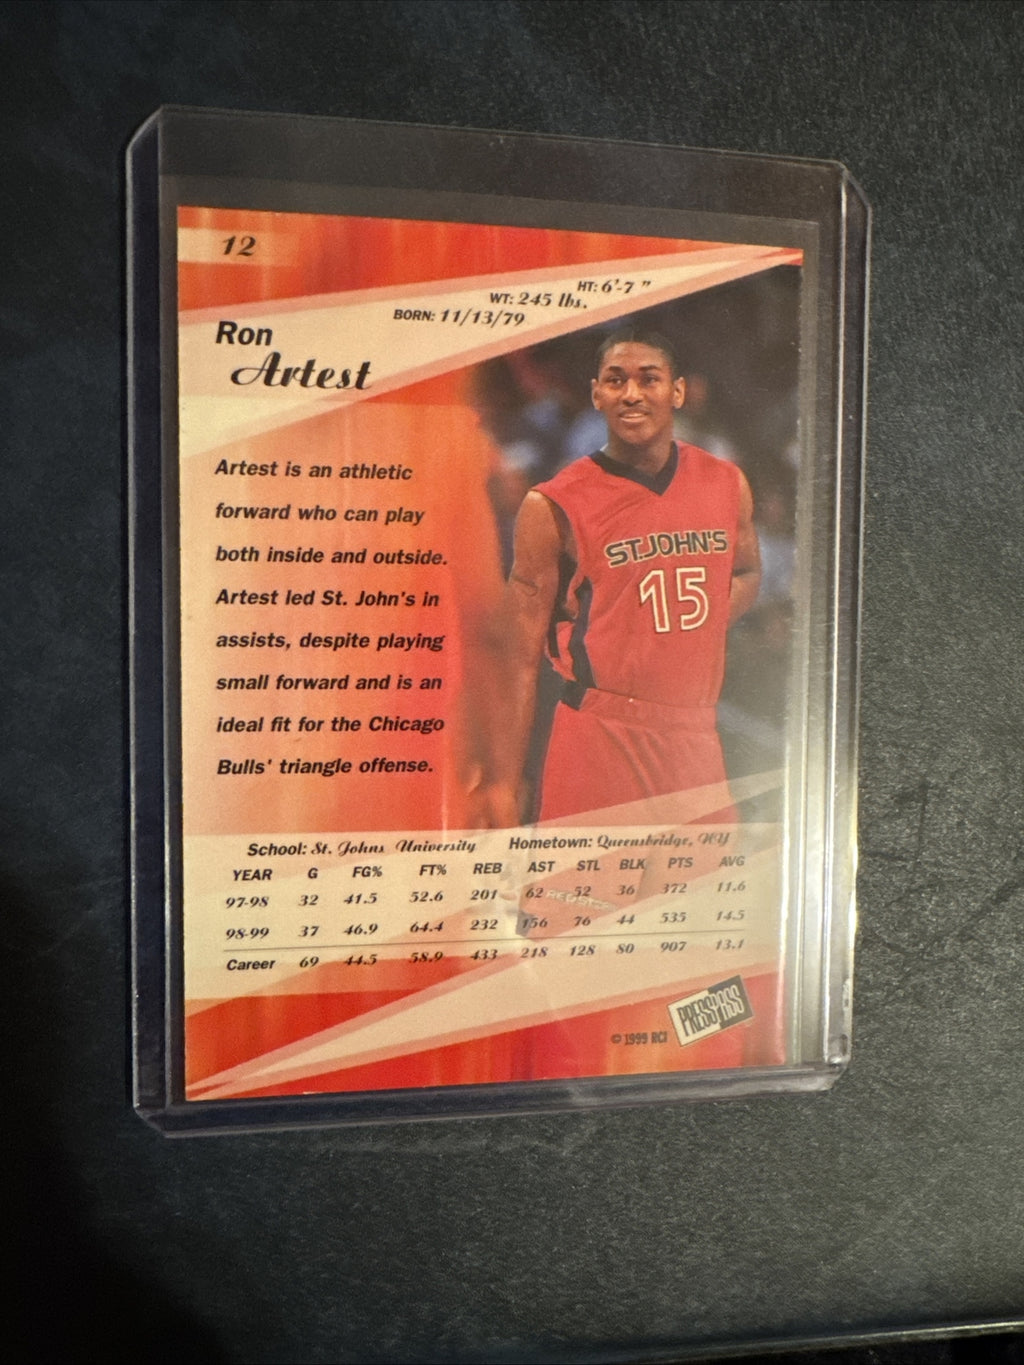 12
HT: 6'-7"
WT: 245 lbs.
BORN: 11/13/79
Ron
Artest
Artest is an athletic
forward who can play
both inside and outside.
Artest led St. John's in
assists, despite playing
small forward and is an
ideal fit for the Chicago
Bulls' triangle offense.
ST.JOHN'S
15
School: St. Johns University Hometown: Queensbridge, NY
YEAR G FG% FT% REB AST STL BLK PTS AVG
97-98 32 41.5 52.6 201 62 52 36 372 11.6
98-99 37 46.9 64.4 232 156 76 44 535 14.5
Career 69 44.5 58.9 433 218 128 80 907 13.1
PRESS PASS
© 1999 RCI